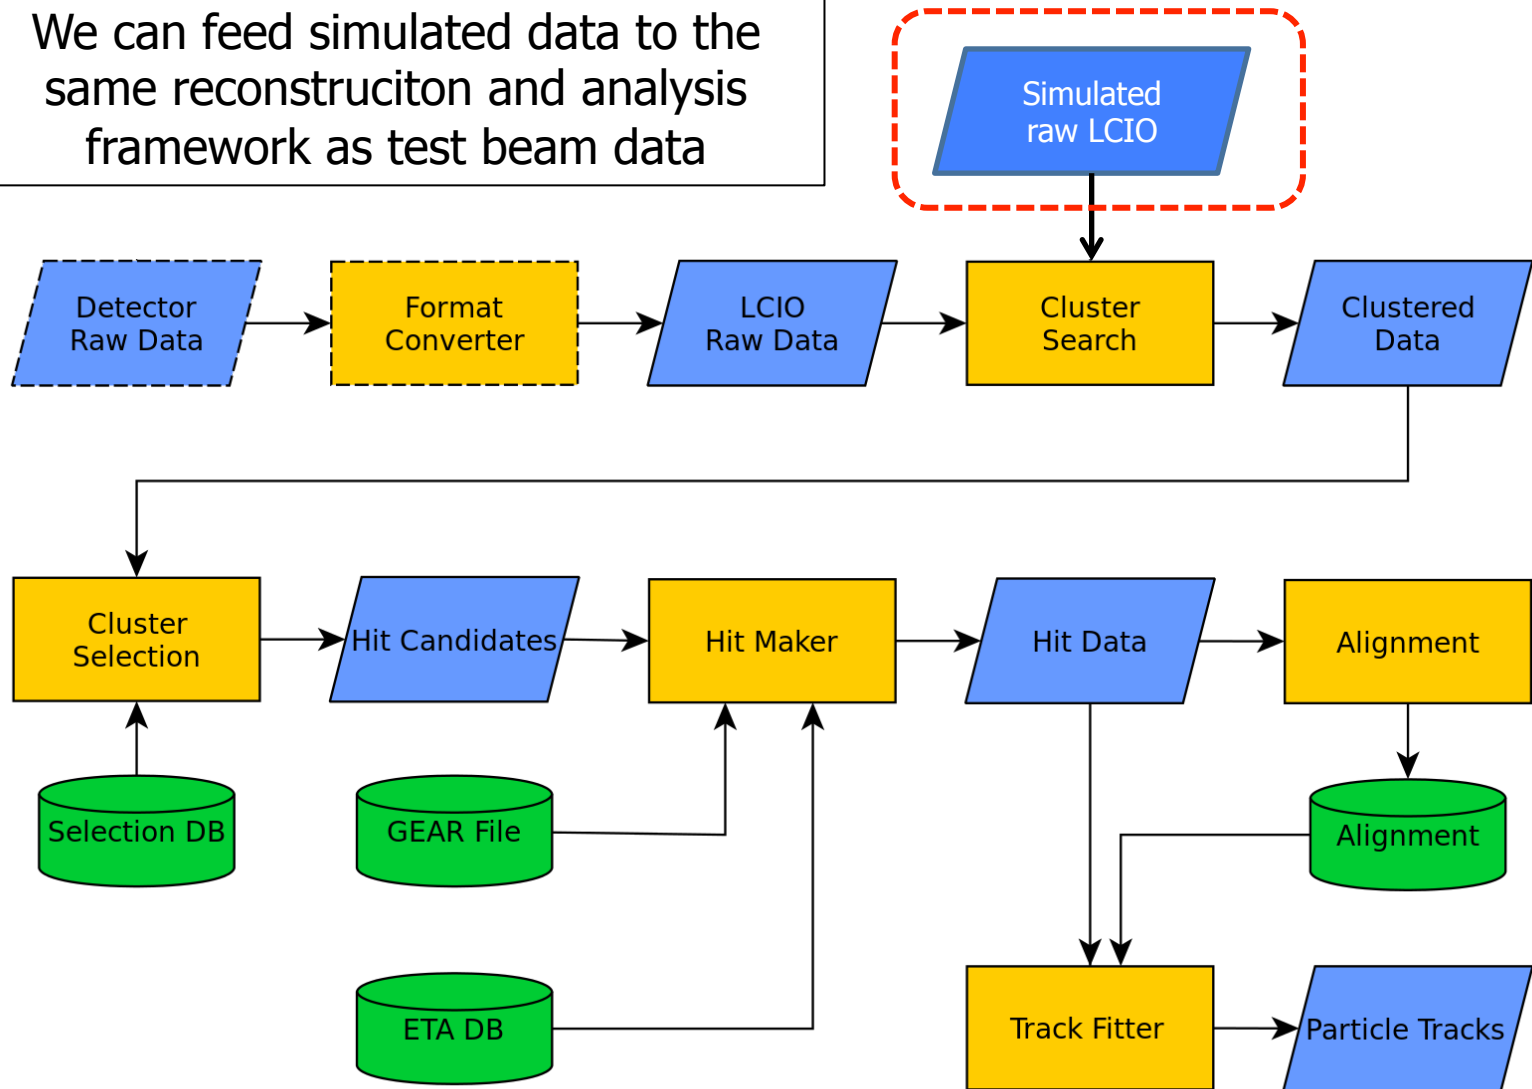 We can feed simulated data to the
same reconstruciton and analysis
framework as test beam data
Simulated
raw LCIO
Detector
Raw Data
Format
Converter
LCIO
Raw Data
Cluster
Search
Clustered
Data
Cluster
Selection
Hit Candidates
Hit Maker
Hit Data
Alignment
Selection DB
GEAR File
Alignment
ETA DB
Track Fitter
Particle Tracks